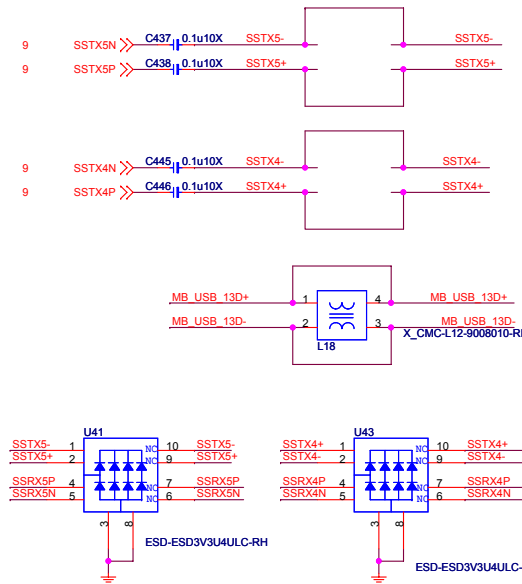 9 SSTX5N C437 0.1u10X SSTX5- SSTX5-
9 SSTX5P C438 0.1u10X SSTX5+ SSTX5+
9 SSTX4N C445 0.1u10X SSTX4- SSTX4-
9 SSTX4P C446 0.1u10X SSTX4+ SSTX4+
MB_USB_13D+ 1 4 MB_USB_13D+
MB_USB_13D- 2 3 MB_USB_13D-
X_CMC-L12-9008010-R
L18
U41
SSTX5- 1 NC 10 SSTX5-
SSTX5+ 2 NC 9 SSTX5+
SSRX5P 4 NC 7 SSRX5P
SSRX5N 5 NC 6 SSRX5N
3 8
ESD-ESD3V3U4ULC-RH
U43
SSTX4+ 1 NC 10 SSTX4+
SSTX4- 2 NC 9 SSTX4-
SSRX4P 4 NC 7 SSRX4P
SSRX4N 5 NC 6 SSRX4N
3 8
ESD-ESD3V3U4ULC-